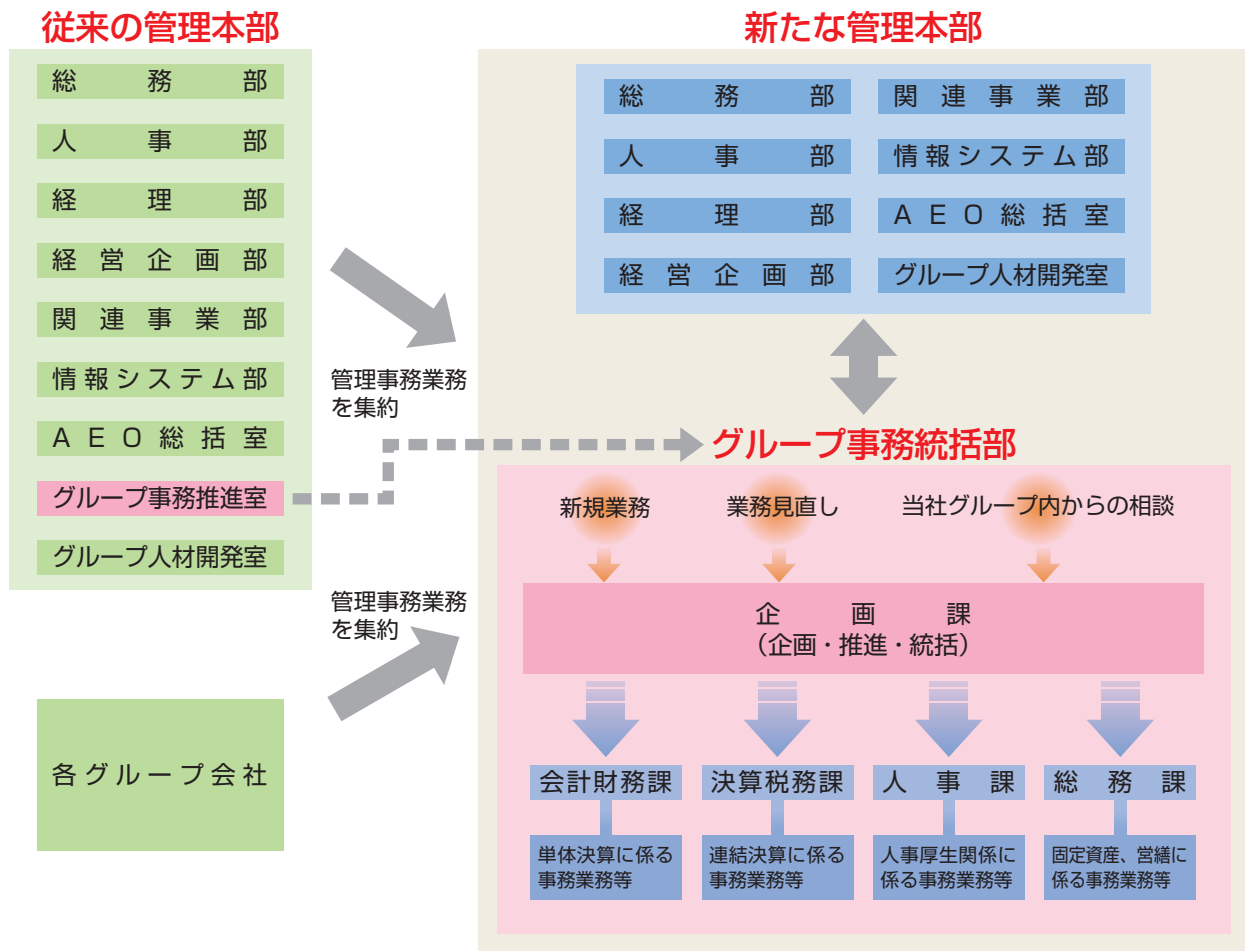 従来の管理本部
総務部
人事部
経理部
経営企画部
関連事業部
情報システム部
AEO総括室
グループ事務推進室
グループ人材開発室
各グループ会社
管理事務業務
を集約
管理事務業務
を集約
新たな管理本部
総務部
人事部
経理部
経営企画部
関連事業部
情報システム部
AEO総括室
グループ人材開発室
グループ事務統括部
新規業務
業務見直し
当社グループ内からの相談
企画課
（企画・推進・統括）
会計財務課
単体決算に係る
事務業務等
決算税務課
連結決算に係る
事務業務等
人事課
人事厚生関係に
係る事務業務等
総務課
固定資産、営繕に
係る事務業務等